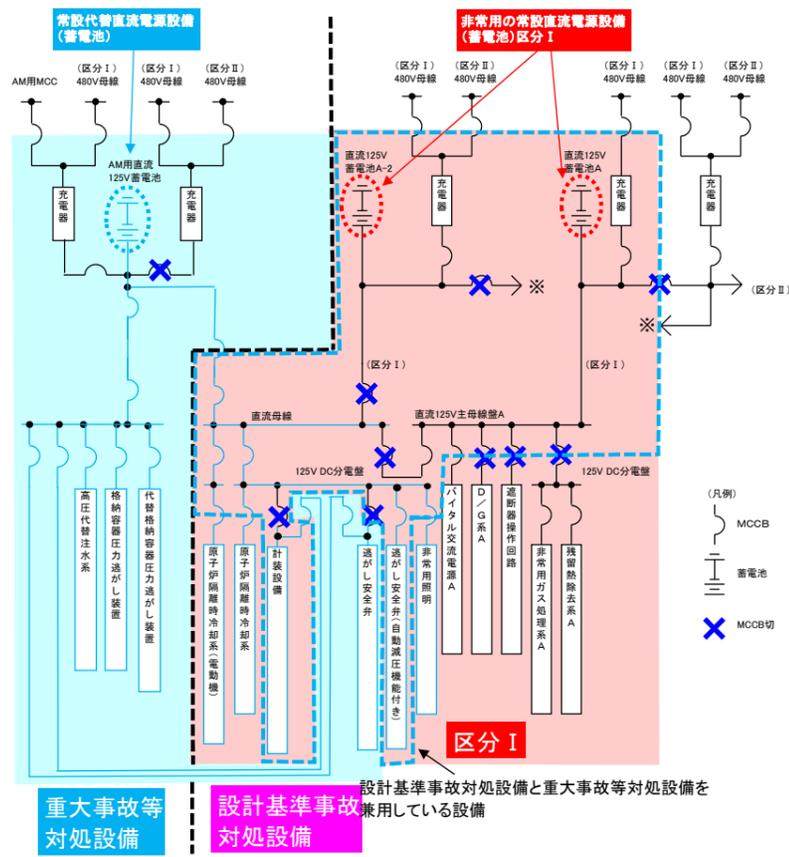 常設代替直流電源設備
(蓄電池)
非常用の常設直流電源設備
(蓄電池)区分Ⅰ
AM用MCC
(区分Ⅰ)
480V母線
(区分Ⅰ)
480V母線
(区分Ⅱ)
480V母線
(区分Ⅰ)
480V母線
(区分Ⅱ)
480V母線
(区分Ⅰ)
480V母線
(区分Ⅰ)
480V母線
(区分Ⅱ)
480V母線
AM用直流
125V蓄電池
直流125V
蓄電池A-2
直流125V
蓄電池A
充電器
充電器
充電器
充電器
充電器
※
(区分Ⅱ)
※
(区分Ⅰ)
(区分Ⅰ)
直流母線
直流125V主母線盤A
125V DC分電盤
125V DC分電盤
高圧代替注水系
格納容器圧力逃がし装置
代替格納容器圧力逃がし装置
原子炉隔離時冷却系(電動機)
原子炉隔離時冷却系
計装設備
逃がし安全弁
逃がし安全弁(自動減圧機能付き)
非常用照明
バイタル交流電源A
D/G系A
遮断器操作回路
非常用ガス処理系A
残留熱除去系A
(凡例)
MCCB
蓄電池
MCCB切
区分Ⅰ
設計基準事故対処設備と重大事故等対処設備を
兼用している設備
重大事故等
対処設備
設計基準事故
対処設備